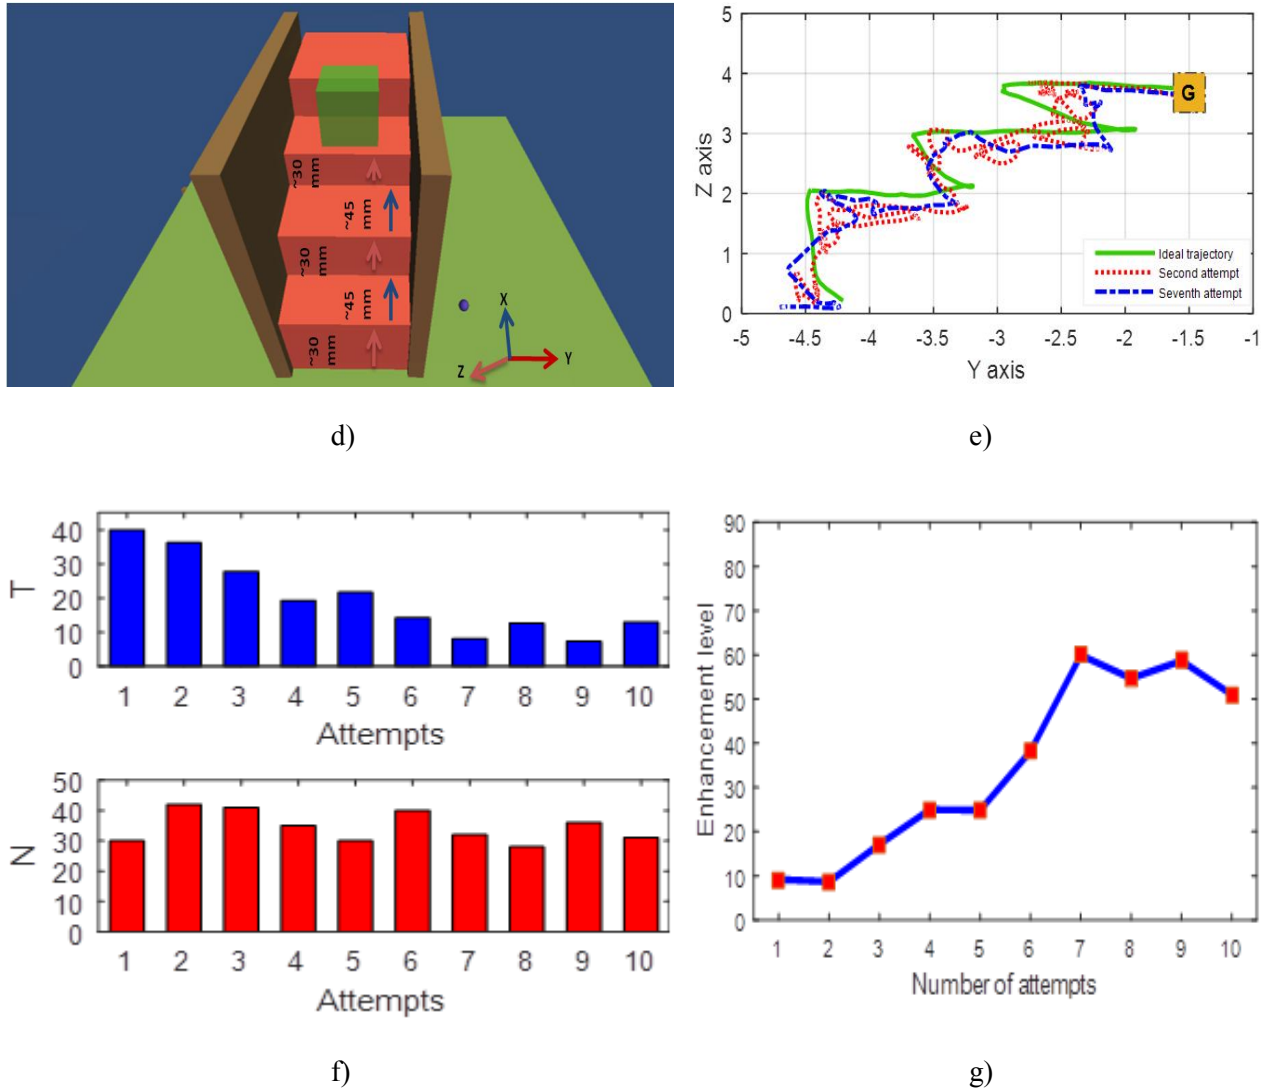 ~30
mm
~45
mm
~30
mm
~45
mm
~30
mm
X
Y
Z
d)
5
4
3
2
1
0
Z axis
G
Ideal trajectory
Second attempt
Seventh attempt
-5 -4.5 -4 -3.5 -3 -2.5 -2 -1.5 -1
Y axis
e)
40
30
20
10
0
T
1 2 3 4 5 6 7 8 9 10
Attempts
50
40
30
20
10
0
N
1 2 3 4 5 6 7 8 9 10
Attempts
f)
90
80
70
60
50
40
30
20
10
0
Enhancement level
1 2 3 4 5 6 7 8 9 10
Number of attempts
g)